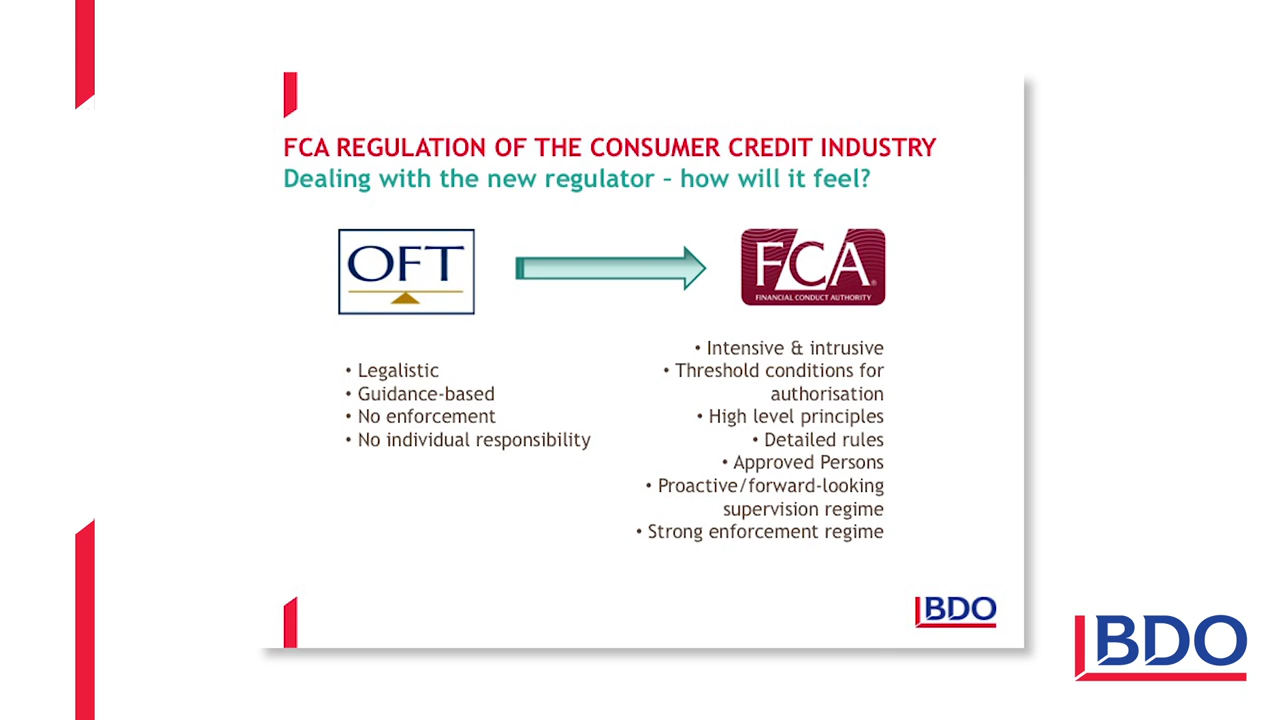 FCA REGULATION OF THE CONSUMER CREDIT INDUSTRY
Dealing with the new regulator – how will it feel?
OFT
FCA
®
FINANCIAL CONDUCT AUTHORITY
• Legalistic
• Guidance-based
• No enforcement
• No individual responsibility
• Intensive & intrusive
• Threshold conditions for
authorisation
• High level principles
• Detailed rules
• Approved Persons
• Proactive/forward-looking
supervision regime
• Strong enforcement regime
BDO
BDO